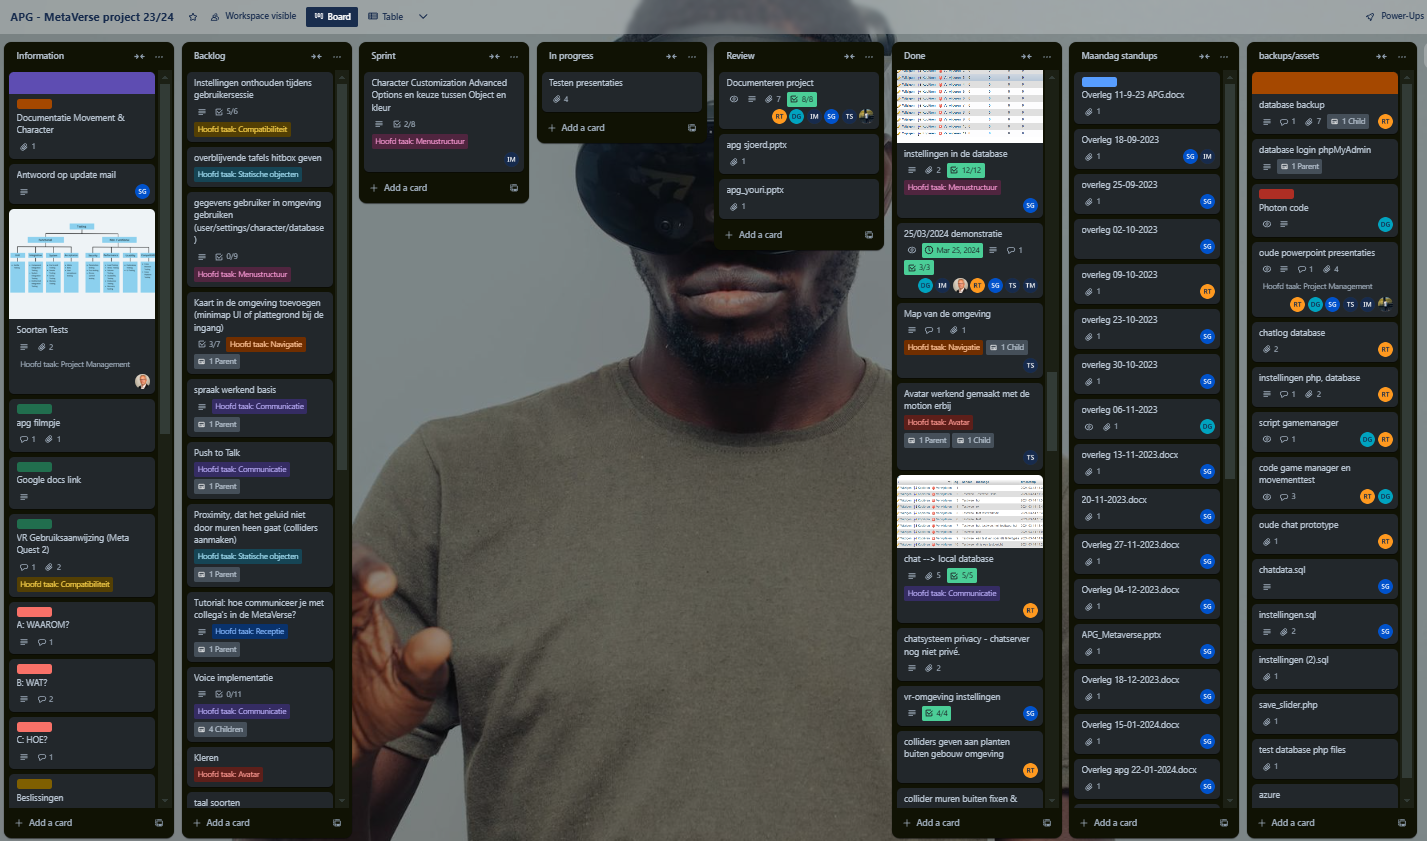 APG - MetaVerse project 23/24
Workspace visible
Board
Table
Power-Ups
Information
Documentatie Movement &
Character
1
Antwoord op update mail
SG
Soorten Tests
2
Hoofd taak: Project Management
apg filmpje
1 1
Google docs link
VR Gebruiksaanwijzing (Meta
Quest 2)
1 2
Hoofd taak: Compatibiliteit
A: WAAROM?
1
B: WAT?
2
C: HOE?
1
Beslissingen
Add a card
Backlog
Instellingen onthouden tijdens
gebruikersessie
5/6
Hoofd taak: Compatibiliteit
overblijvende tafels hitbox geven
Hoofd taak: Statische objecten
gegevens gebruiker in omgeving
gebruiken
(user/settings/character/database
)
0/9
Hoofd taak: Menustructuur
Kaart in de omgeving toevoegen
(minimap UI of plattegrond bij de
ingang)
3/7 Hoofd taak: Navigatie
1 Parent
spraak werkend basis
Hoofd taak: Communicatie
1 Parent
Push to Talk
Hoofd taak: Communicatie
1 Parent
Proximity, dat het geluid niet
door muren heen gaat (colliders
aanmaken)
Hoofd taak: Statische objecten
1 Parent
Tutorial: hoe communiceer je met
collega's in de MetaVerse?
Hoofd taak: Receptie
1 Parent
Voice implementatie
0/11
Hoofd taak: Communicatie
4 Children
Kleren
Hoofd taak: Avatar
taal soorten
Add a card
Sprint
Character Customization Advanced
Options en keuze tussen Object en
kleur
2/8
Hoofd taak: Menustructuur
IM
Add a card
In progress
Testen presentaties
4
Add a card
Review
Documenteren project
7 8/8
RT DG IM SG TS
apg sjoerd.pptx
1
apg_youri.pptx
1
Add a card
Done
instellingen in de database
2 12/12
Hoofd taak: Menustructuur
SG
25/03/2024 demonstratie
Mar 25, 2024 1
3/3
DG IM RT SG TS TM
Map van de omgeving
1 1
Hoofd taak: Navigatie 1 Child
TS
Avatar werkend gemaakt met de
motion erbij
Hoofd taak: Avatar
1 Parent 1 Child
TS
chat --> local database
5 5/5
Hoofd taak: Communicatie
RT
chatsysteem privacy - chatserver
nog niet privé.
2
vr-omgeving instellingen
4/4 SG
colliders geven aan planten
buiten gebouw omgeving
RT
collider muren buiten fixen &
Add a card
Maandag standups
Overleg 11-9-23 APG.docx
1
Overleg 18-09-2023
1 SG IM
overleg 25-09-2023
1 SG
overleg 02-10-2023
SG
overleg 09-10-2023
1 RT
overleg 23-10-2023
1 SG
overleg 30-10-2023
1 SG
overleg 06-11-2023
1 DG
overleg 13-11-2023.docx
1 SG
20-11-2023.docx
1 SG
Overleg 27-11-2023.docx
1 SG
Overleg 04-12-2023.docx
1 SG
APG_Metaverse.pptx
1 SG
Overleg 18-12-2023.docx
1 SG
Overleg 15-01-2024.docx
1 SG
Overleg apg 22-01-2024.docx
1 SG
Add a card
backups/assets
database backup
1 7 1 Child RT
database login phpMyAdmin
1 Parent
Photon code
DG
oude powerpoint presentaties
1 4
Hoofd taak: Project Management
RT DG SG TS IM
chatlog database
2 RT
instellingen php, database
1 2 RT
script gamemanager
1 DG RT
code game manager en
movementtest
3 RT DG
oude chat prototype
1 RT
chatdata.sql
SG
instellingen.sql
2 SG
instellingen (2).sql
1
save_slider.php
1
test database php files
1
azure
Add a card